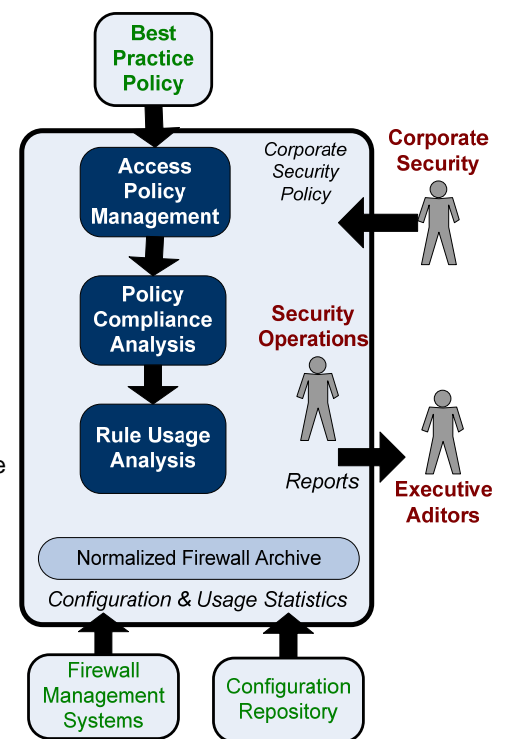 Best
Practice
Policy
Access
Policy
Management
Corporate
Security
Policy
Corporate
Security
Policy
Compliance
Analysis
Security
Operations
Rule Usage
Analysis
e
Reports
Executive
Aditors
Normalized Firewall Archive
Configuration & Usage Statistics
Firewall
Management
Systems
Configuration
Repository